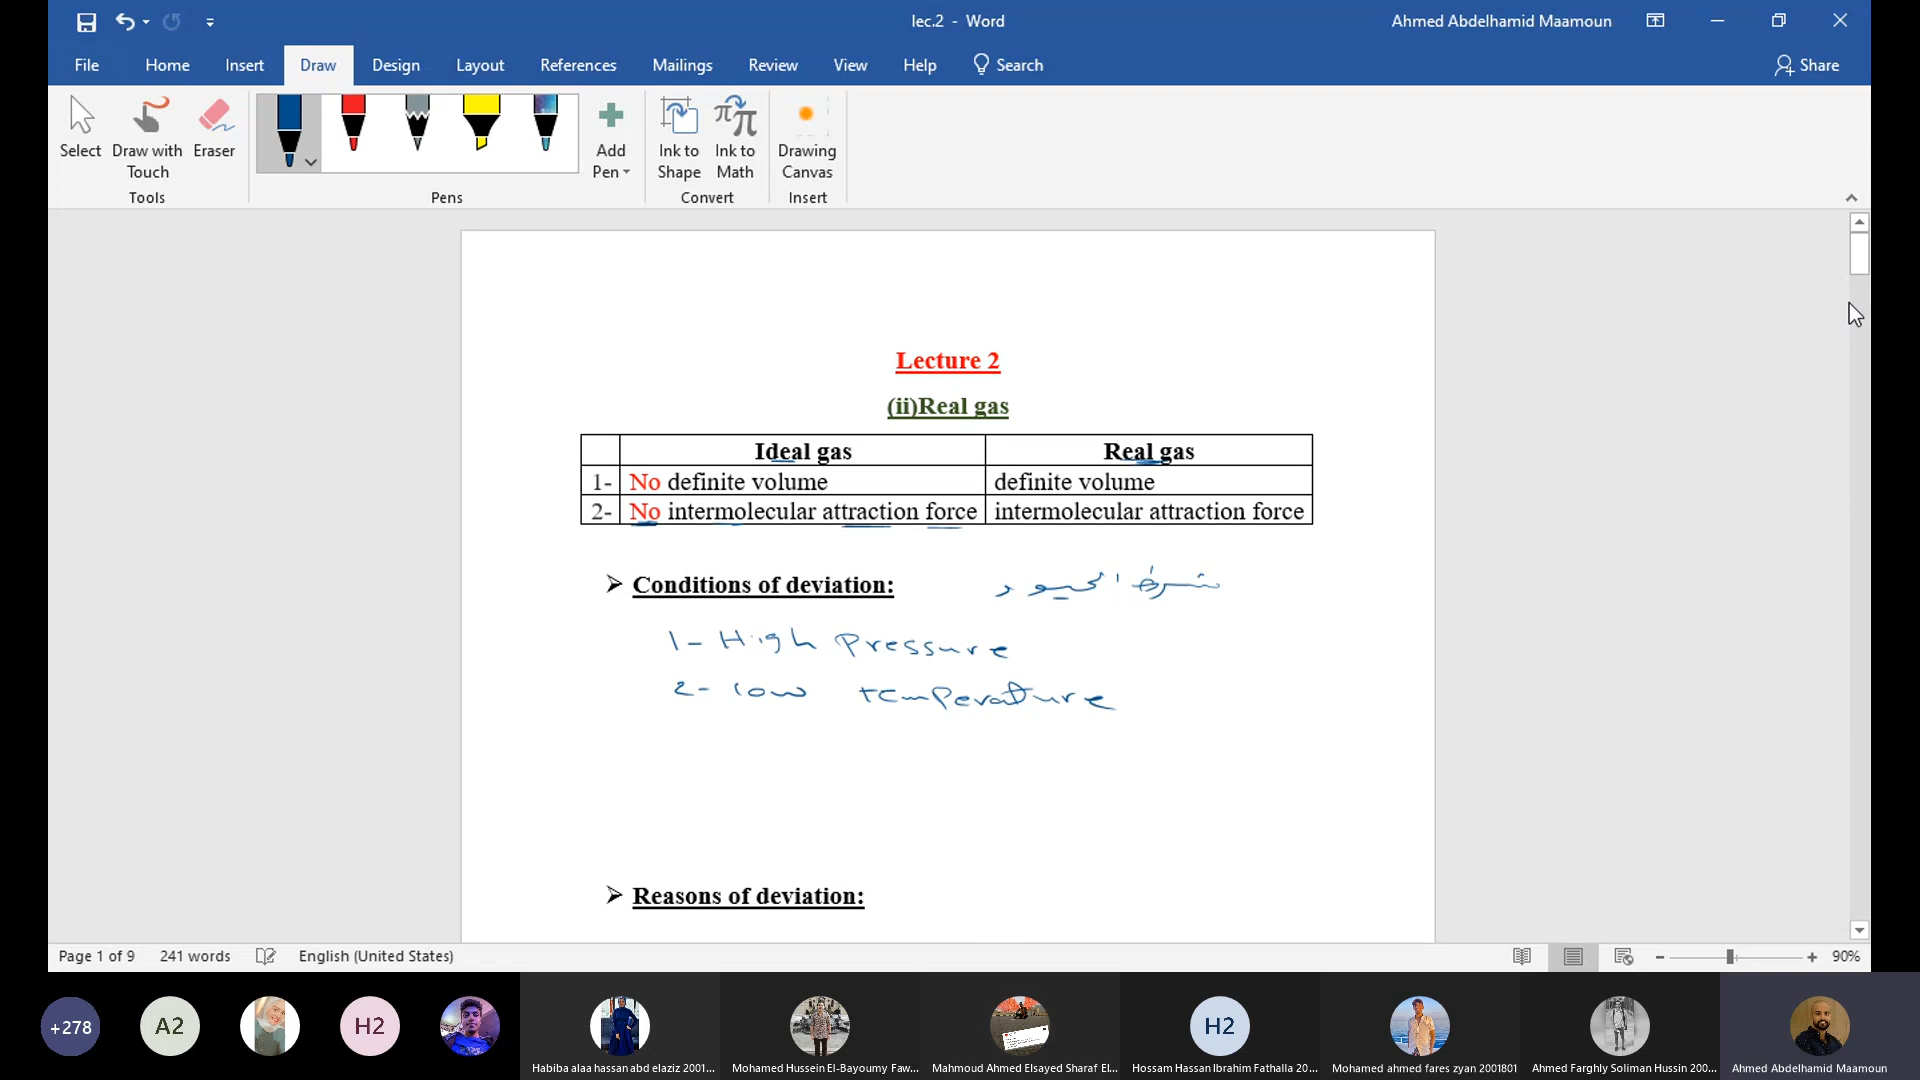 lec.2 - Word
Ahmed Abdelhamid Maamoun
File Home Insert Draw Design Layout References Mailings Review View Help Search Share
Select Draw with Touch Eraser Add Pen Ink to Shape Ink to Math Drawing Canvas
Tools Pens Convert Insert
Lecture 2
(ii)Real gas
Ideal gas Real gas
1- No definite volume definite volume
2- No intermolecular attraction force intermolecular attraction force
➢ Conditions of deviation:
1- High Pressure
2- low temperature
➢ Reasons of deviation:
Page 1 of 9 241 words English (United States) 90%
+278 A2 H2 H2
Habiba alaa hassan abd elaziz 2001... Mohamed Hussein El-Bayoumy Faw... Mahmoud Ahmed Elsayed Sharaf El... Hossam Hassan Ibrahim Fathalla 20... Mohamed ahmed fares zyan 2001801 Ahmed Farghly Soliman Hussin 200... Ahmed Abdelhamid Maamoun